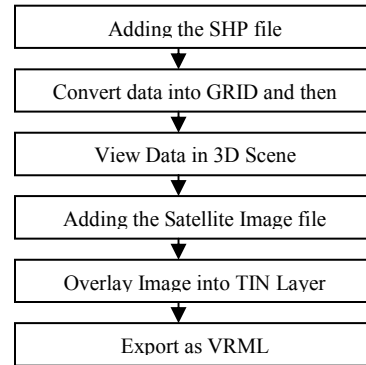 Adding the SHP file
Convert data into GRID and then
View Data in 3D Scene
Adding the Satellite Image file
Overlay Image into TIN Layer
Export as VRML